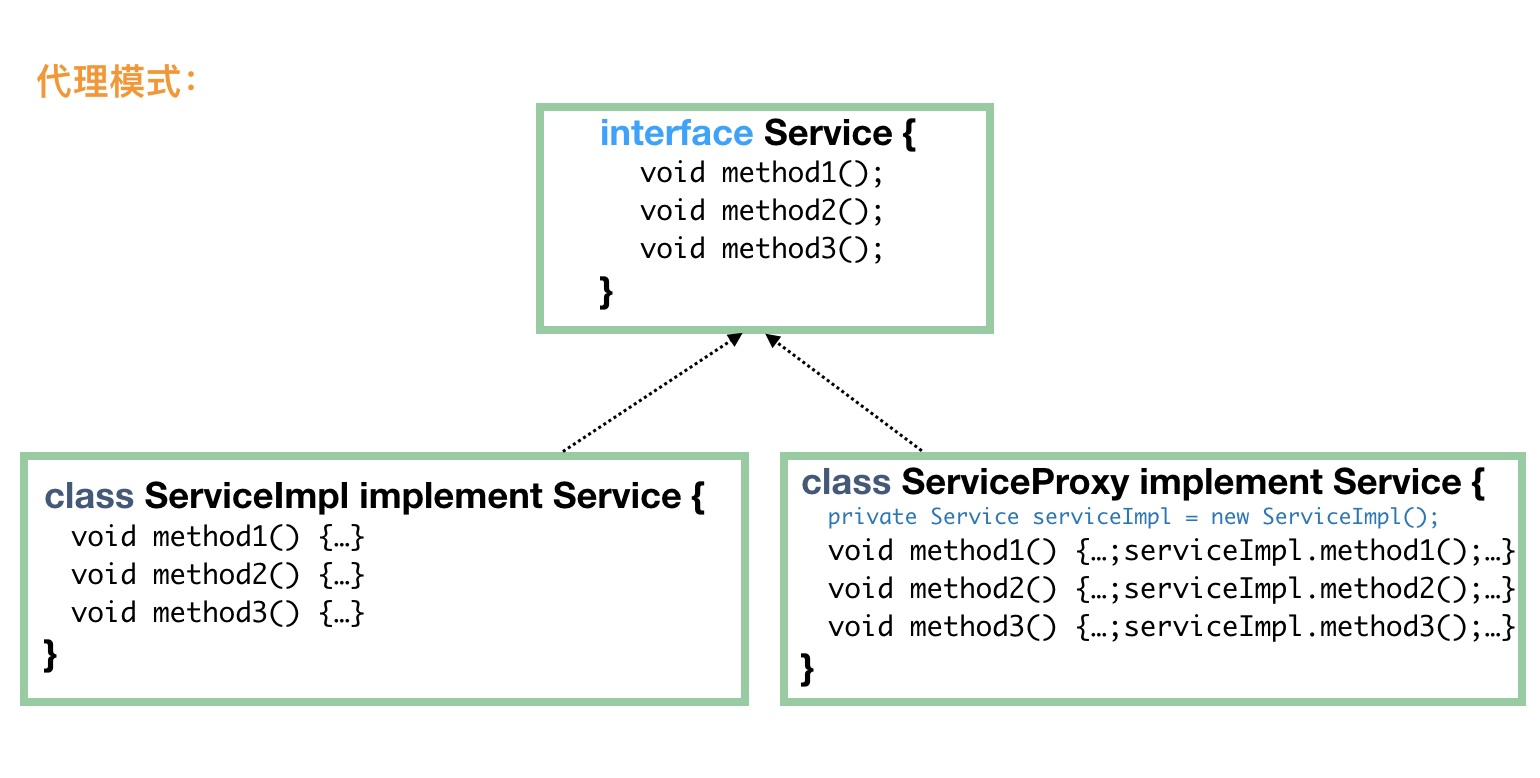 代理模式：
interface Service {
void method1();
void method2();
void method3();
}
class ServiceImpl implement Service {
void method1() {…}
void method2() {…}
void method3() {…}
}
class ServiceProxy implement Service {
private Service serviceImpl = new ServiceImpl();
void method1() {…;serviceImpl.method1();…}
void method2() {…;serviceImpl.method2();…}
void method3() {…;serviceImpl.method3();…}
}